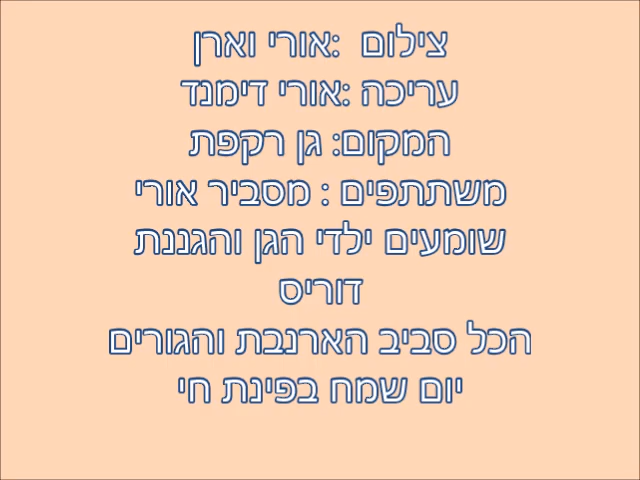 צילום  :אורי וארן
עריכה :אורי דימנד
המקום: גן רקפת
משתתפים : מסביר אורי
שומעים ילדי הגן והגננת
דוריס
הכל סביב הארנבת והגורים
יום שמח בפינת חי